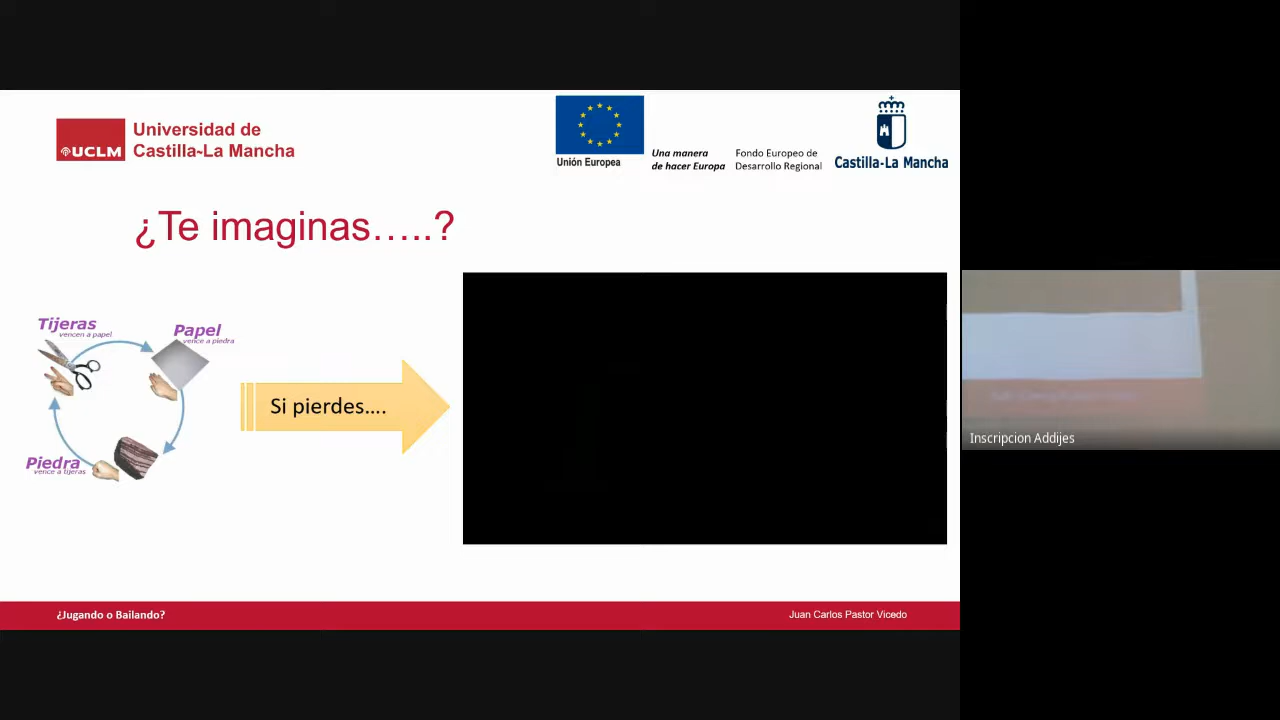 UCLM
Universidad de
Castilla-La Mancha
Unión Europea
Una manera
de hacer Europa
Fondo Europeo de
Desarrollo Regional
Castilla-La Mancha
¿Te imaginas…..?
Tijeras
vencen a papel
Papel
vence a piedra
Piedra
vence a tijeras
Si pierdes....
Inscripcion Addijes
¿Jugando o Bailando?
Juan Carlos Pastor Vicedo